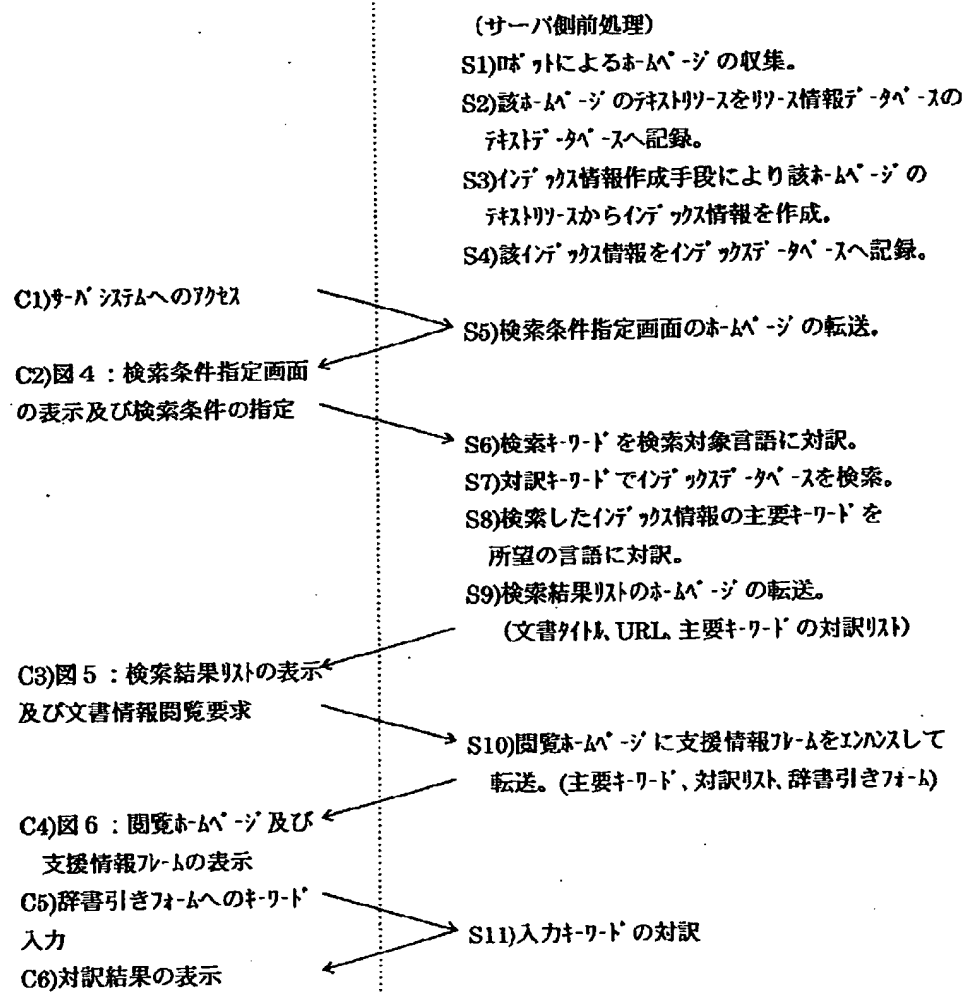 (サーバ側前処理)
S1)ﾛﾎﾞｯﾄによるﾎｰﾑﾍﾟｰｼﾞの収集。
S2)該ﾎｰﾑﾍﾟｰｼﾞのﾃｷｽﾄﾘｿｰｽをﾘｿｰｽ情報ﾃﾞｰﾀﾍﾞｰｽの
ﾃｷｽﾄﾃﾞｰﾀﾍﾞｰｽへ記録。
S3)ｲﾝﾃﾞｯｸｽ情報作成手段により該ﾎｰﾑﾍﾟｰｼﾞの
ﾃｷｽﾄﾘｿｰｽからｲﾝﾃﾞｯｸｽ情報を作成。
S4)該ｲﾝﾃﾞｯｸｽ情報をｲﾝﾃﾞｯｸｽﾃﾞｰﾀﾍﾞｰｽへ記録。
C1)ｻｰﾊﾞｼｽﾃﾑへのｱｸｾｽ
S5)検索条件指定画面のﾎｰﾑﾍﾟｰｼﾞの転送。
C2)図4:検索条件指定画面
の表示及び検索条件の指定
S6)検索ｷｰﾜｰﾄﾞを検索対象言語に対訳。
S7)対訳ｷｰﾜｰﾄﾞでｲﾝﾃﾞｯｸｽﾃﾞｰﾀﾍﾞｰｽを検索。
S8)検索したｲﾝﾃﾞｯｸｽ情報の主要ｷｰﾜｰﾄﾞを
所望の言語に対訳。
S9)検索結果ﾘｽﾄのﾎｰﾑﾍﾟｰｼﾞの転送。
(文書ﾀｲﾄﾙ、URL、主要ｷｰﾜｰﾄﾞの対訳ﾘｽﾄ)
C3)図5:検索結果ﾘｽﾄの表示
及び文書情報閲覧要求
S10)閲覧ﾎｰﾑﾍﾟｰｼﾞに支援情報ﾌﾚｰﾑをｴﾝﾊﾝｽして
転送。(主要ｷｰﾜｰﾄﾞ、対訳ﾘｽﾄ、辞書引きﾌｫｰﾑ)
C4)図6:閲覧ﾎｰﾑﾍﾟｰｼﾞ及び
支援情報ﾌﾚｰﾑの表示
C5)辞書引きﾌｫｰﾑへのｷｰﾜｰﾄﾞ
入力
S11)入力ｷｰﾜｰﾄﾞの対訳
C6)対訳結果の表示